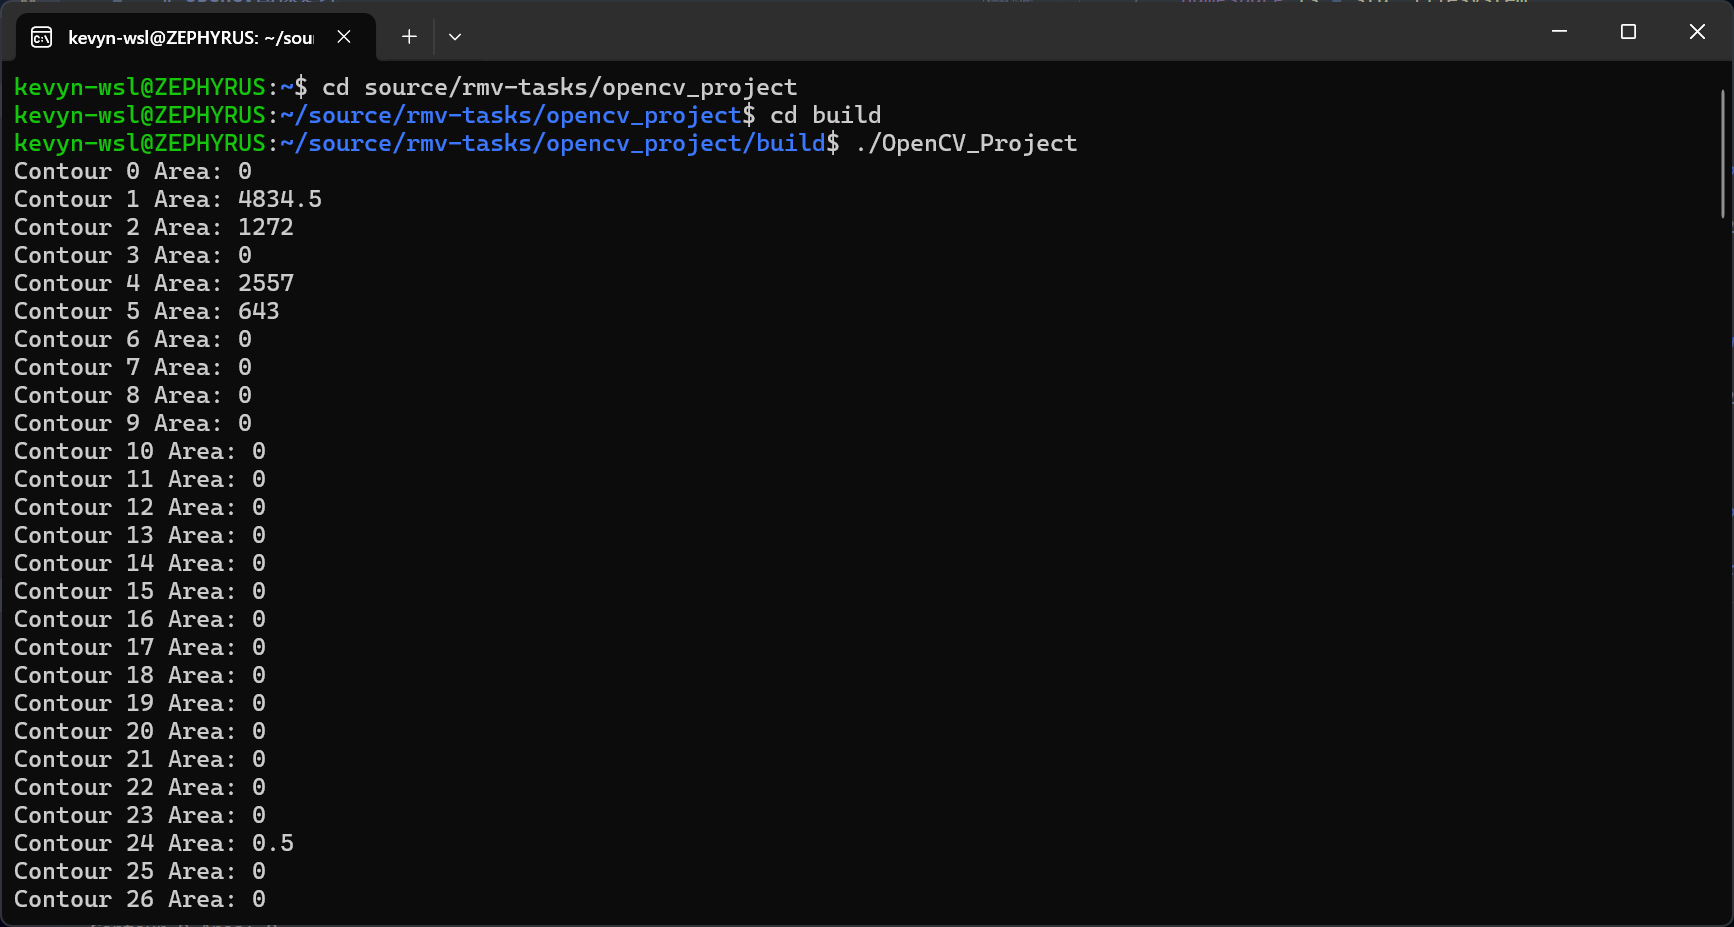 kevyn-wsl@ZEPHYRUS: ~/sou
kevyn-wsl@ZEPHYRUS:~$ cd source/rmv-tasks/opencv_project
kevyn-wsl@ZEPHYRUS:~/source/rmv-tasks/opencv_project$ cd build
kevyn-wsl@ZEPHYRUS:~/source/rmv-tasks/opencv_project/build$ ./OpenCV_Project
Contour 0 Area: 0
Contour 1 Area: 4834.5
Contour 2 Area: 1272
Contour 3 Area: 0
Contour 4 Area: 2557
Contour 5 Area: 643
Contour 6 Area: 0
Contour 7 Area: 0
Contour 8 Area: 0
Contour 9 Area: 0
Contour 10 Area: 0
Contour 11 Area: 0
Contour 12 Area: 0
Contour 13 Area: 0
Contour 14 Area: 0
Contour 15 Area: 0
Contour 16 Area: 0
Contour 17 Area: 0
Contour 18 Area: 0
Contour 19 Area: 0
Contour 20 Area: 0
Contour 21 Area: 0
Contour 22 Area: 0
Contour 23 Area: 0
Contour 24 Area: 0.5
Contour 25 Area: 0
Contour 26 Area: 0